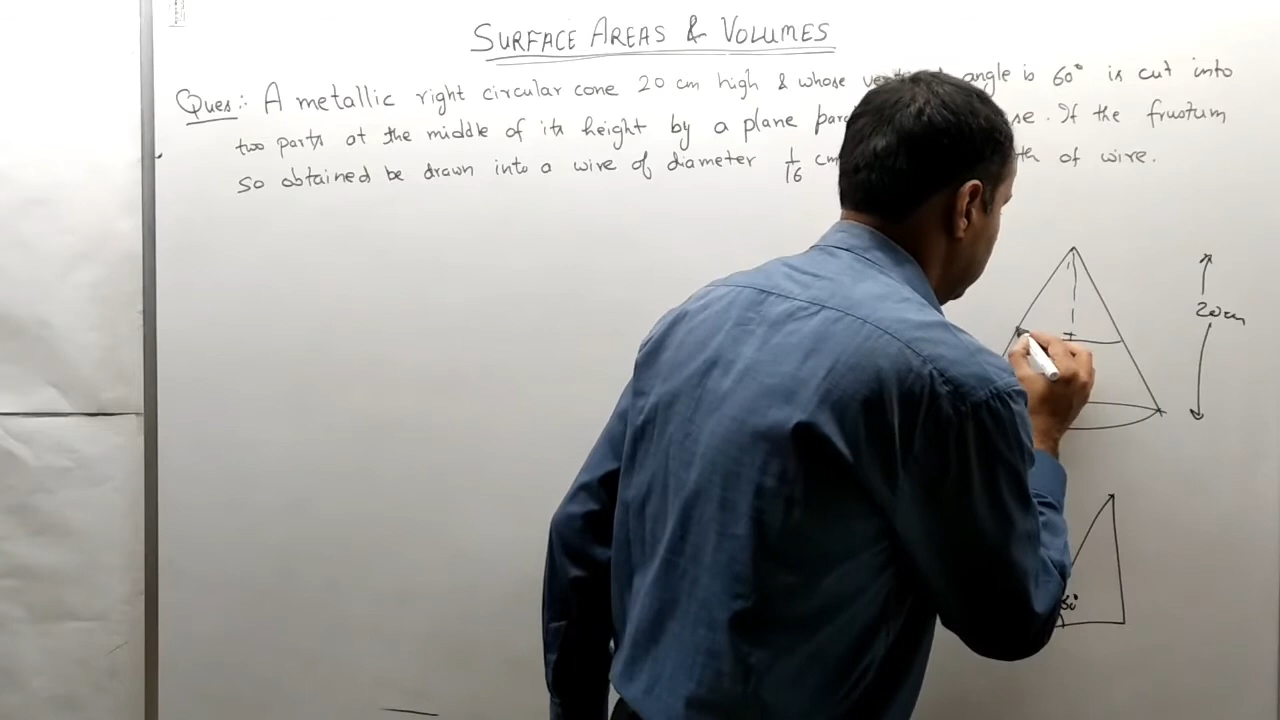 SURFACE AREAS & VOLUMES
Ques:. A metallic right circular cone 20 cm high & whose angle is 60° is cut into
two parts at the middle of its height by a plane . If the frustum
so obtained be drawn into a wire of diameter 1/16 cm of wire.
20cm